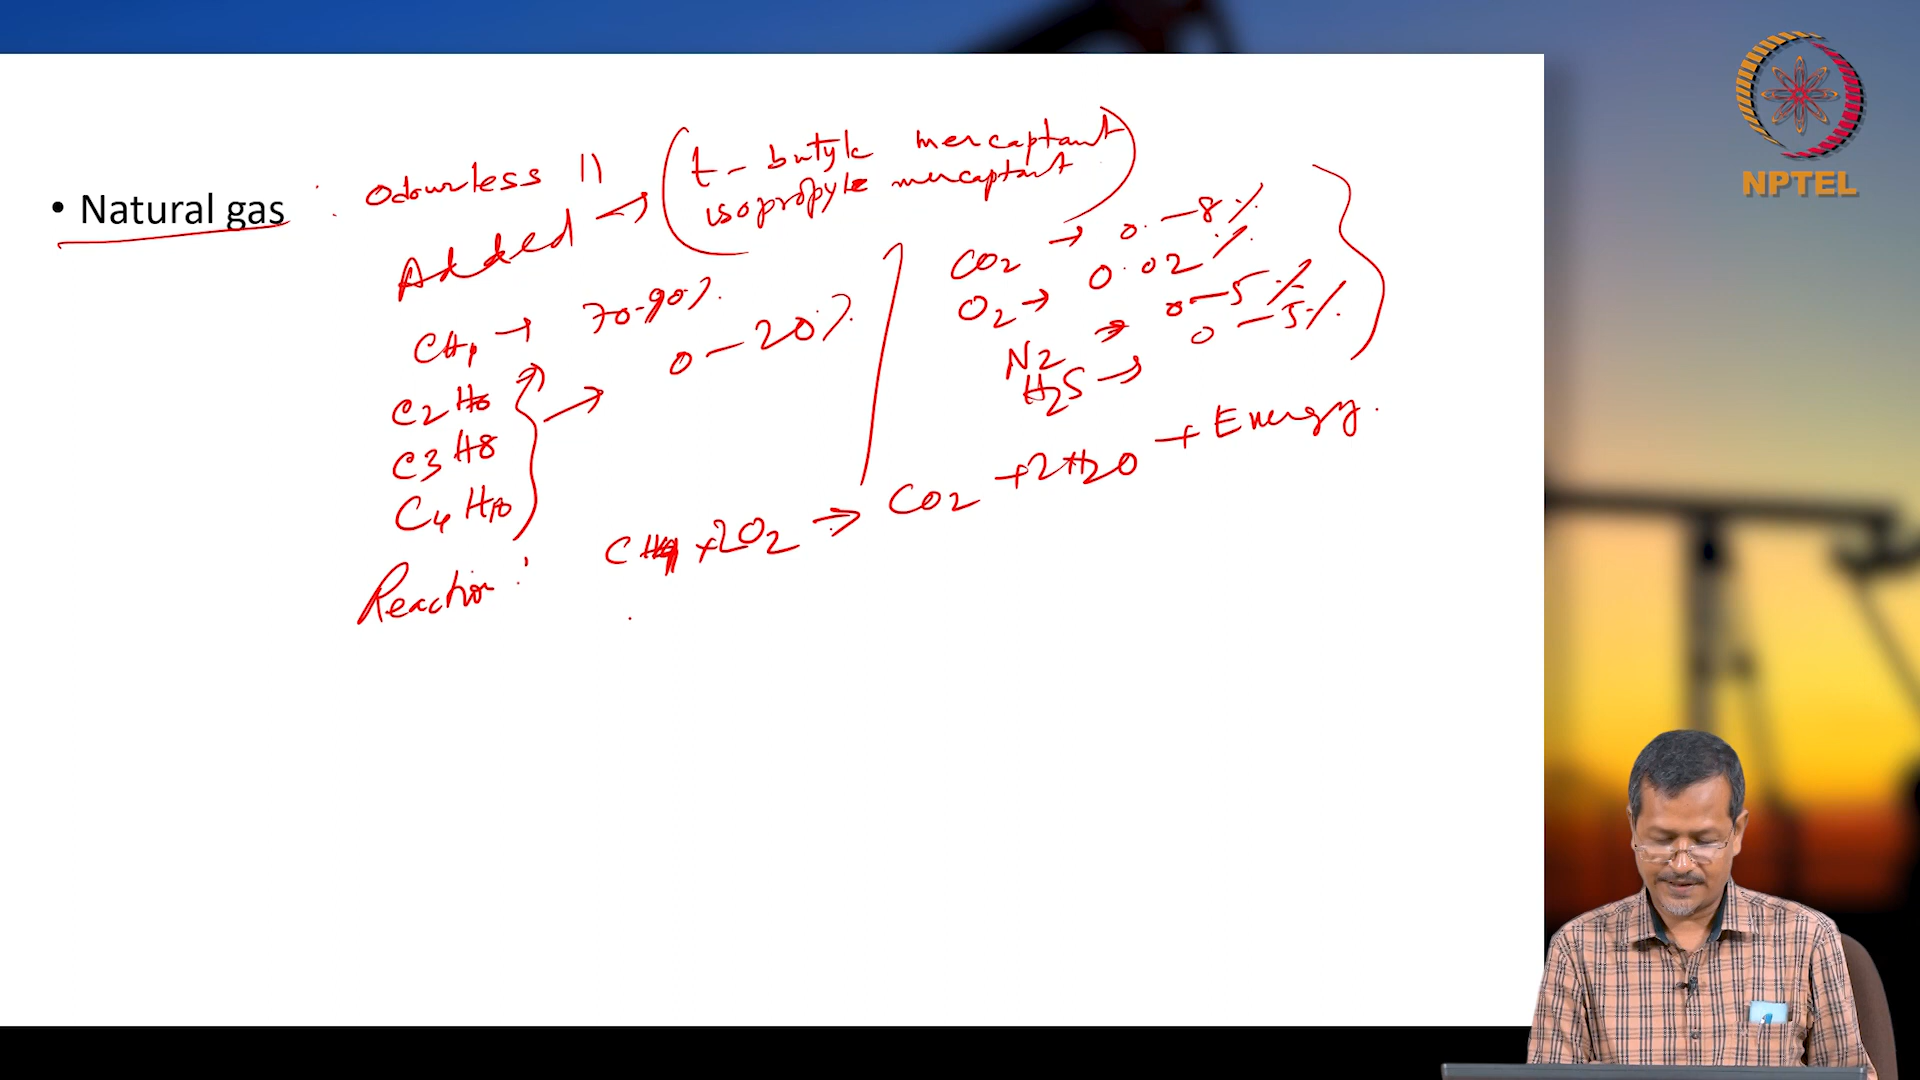 • Natural gas : odourless !!
Added → (t-butyle mercaptant
isopropyle mercaptant)
CH4 → 70-90%.
C2H6
C3H8
C4H10
→ 0-20%.
CO2 → 0-8%
O2 → 0.02%
N2 → 0-5%
H2S → 0-5%.
Reaction: CH4 + 2O2 → CO2 + 2H2O + Energy.
NPTEL